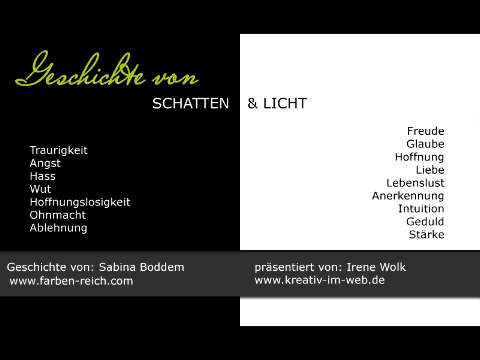 Geschichte von
SCHATTEN & LICHT
Traurigkeit
Angst
Hass
Wut
Hoffnungslosigkeit
Ohnmacht
Ablehnung
Freude
Glaube
Hoffnung
Liebe
Lebenslust
Anerkennung
Intuition
Geduld
Stärke
Geschichte von: Sabina Boddem
www.farben-reich.com
präsentiert von: Irene Wolk
www.kreativ-im-web.de